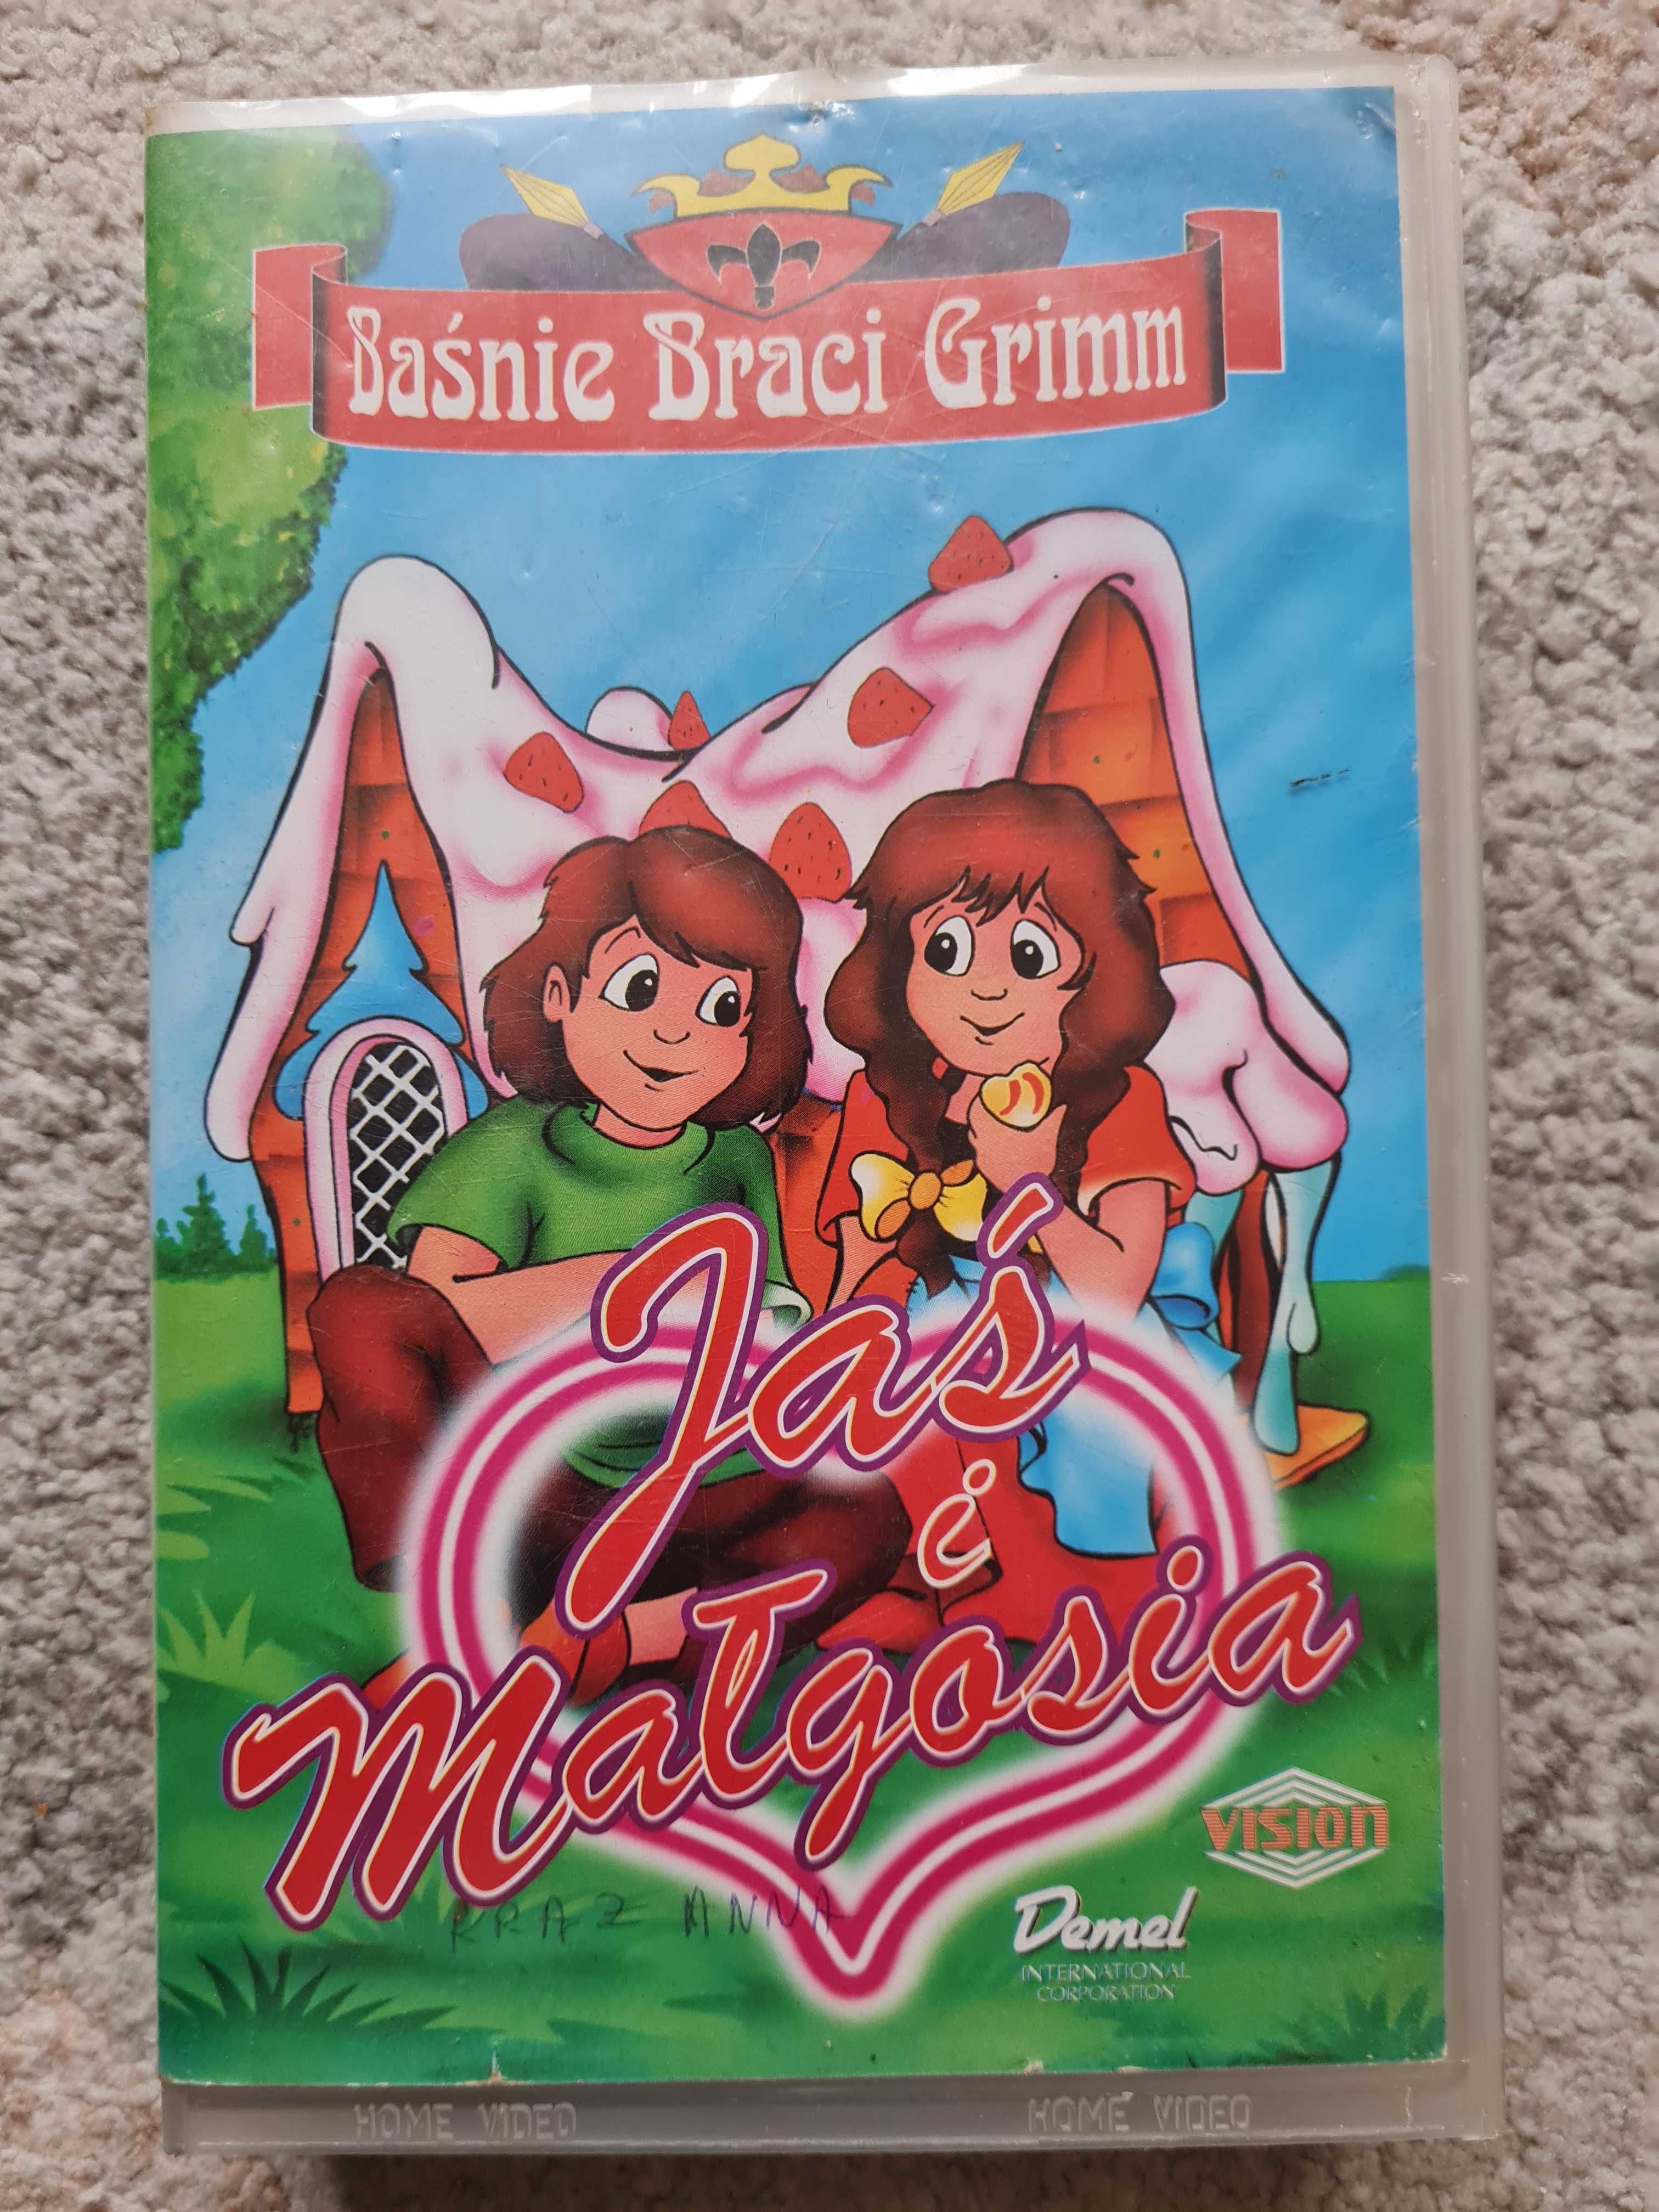 Baśnie Braci Grimm
Jaś
i
Małgosia
VISION
KRAZ ANNA
Demel
INTERNATIONAL
CORPORATION
HOME VIDEO HOME VIDEO